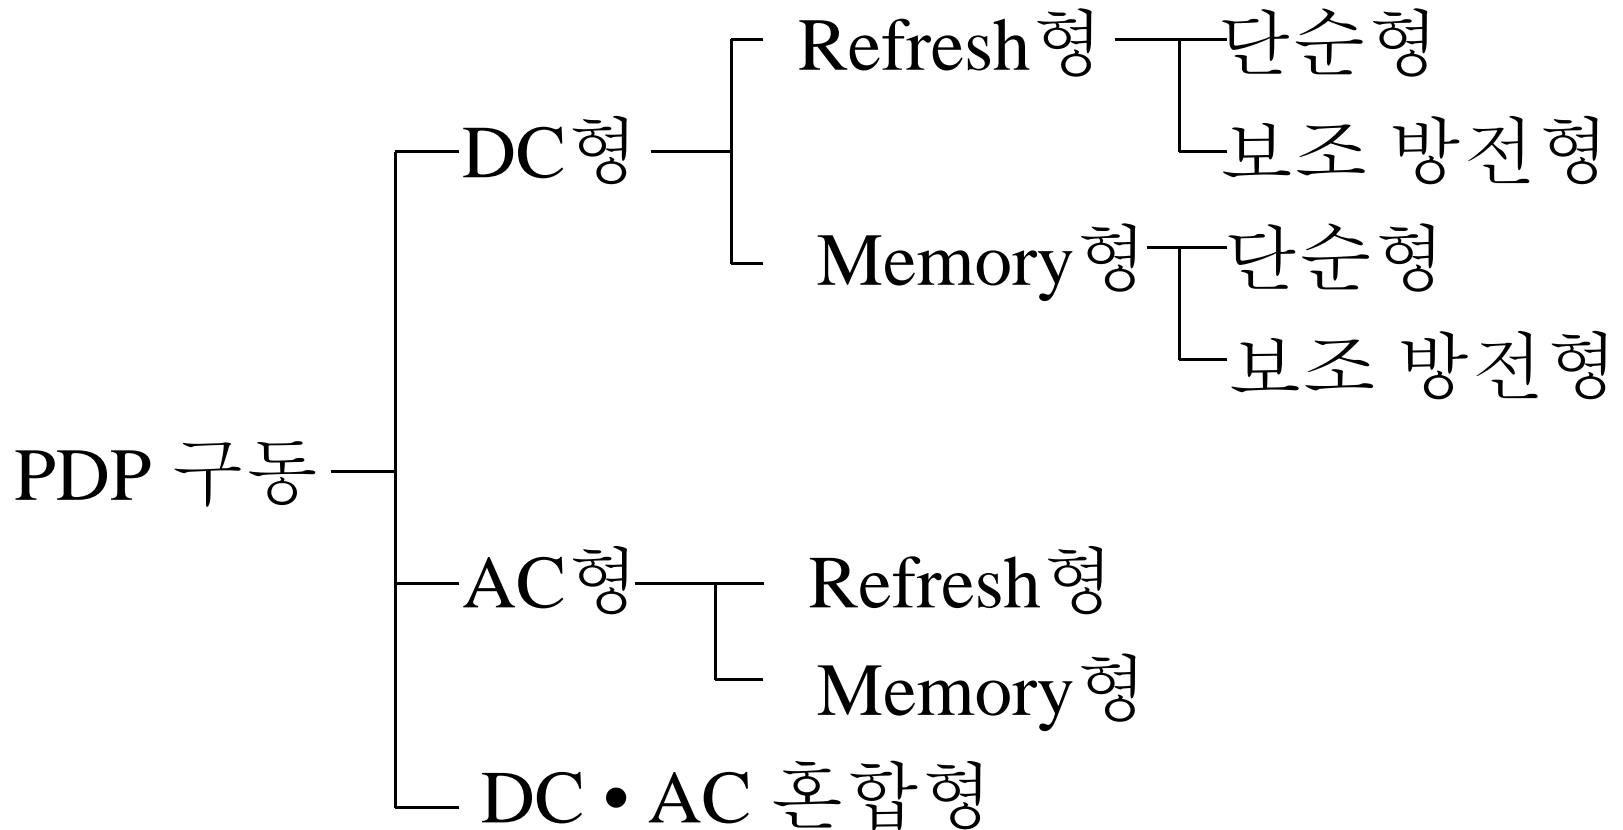 Refresh형 단순형
DC형 보조 방전형
Memory형 단순형
보조 방전형
PDP 구동
AC형 Refresh형
Memory형
DC • AC 혼합형